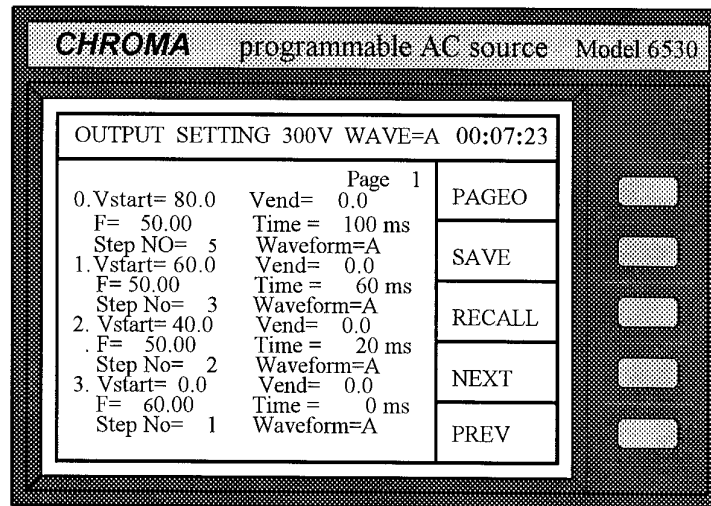 CHROMA programmable AC source Model 6530
OUTPUT SETTING 300V WAVE=A 00:07:23
Page 1
0.Vstart= 80.0 Vend= 0.0
F= 50.00 Time = 100 ms
Step NO= 5 Waveform=A
1.Vstart= 60.0 Vend= 0.0
F= 50.00 Time = 60 ms
Step No= 3 Waveform=A
2. Vstart= 40.0 Vend= 0.0
. F= 50.00 Time = 20 ms
Step No= 2 Waveform=A
3. Vstart= 0.0 Vend= 0.0
F= 60.00 Time = 0 ms
Step No= 1 Waveform=A
PAGEO
SAVE
RECALL
NEXT
PREV